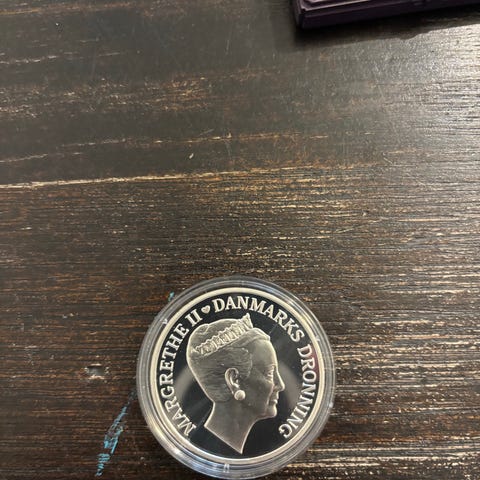 MARGRETHE II ♥ DANMARKS DRONNING